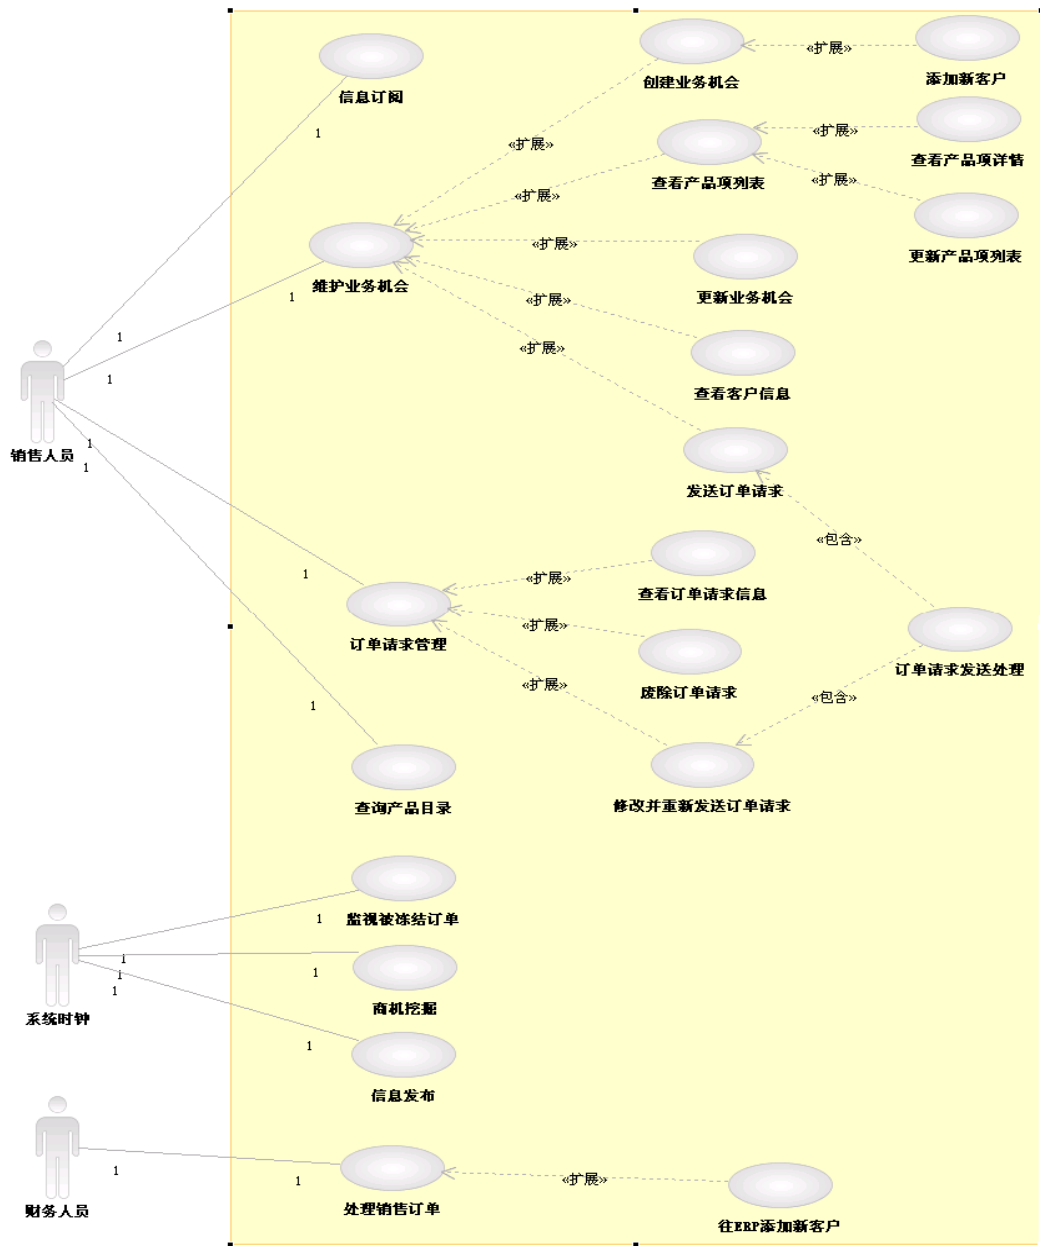 添加新客户
创建业务机会
«扩展»
信息订阅
1
«扩展»
«扩展»
查看产品项详情
查看产品项列表
«扩展»
«扩展»
更新产品项列表
«扩展»
维护业务机会
1
更新业务机会
«扩展»
1
«扩展»
1
查看客户信息
销售人员
1
1
发送订单请求
«包含»
1
«扩展»
查看订单请求信息
«扩展»
订单请求管理
«扩展»
废除订单请求
订单请求发送处理
«包含»
1
查询产品目录
修改并重新发送订单请求
监视被冻结订单
1
1
1
1
1
商机挖掘
系统时钟
1
信息发布
1
1
«扩展»
财务人员
处理销售订单
往ERP添加新客户